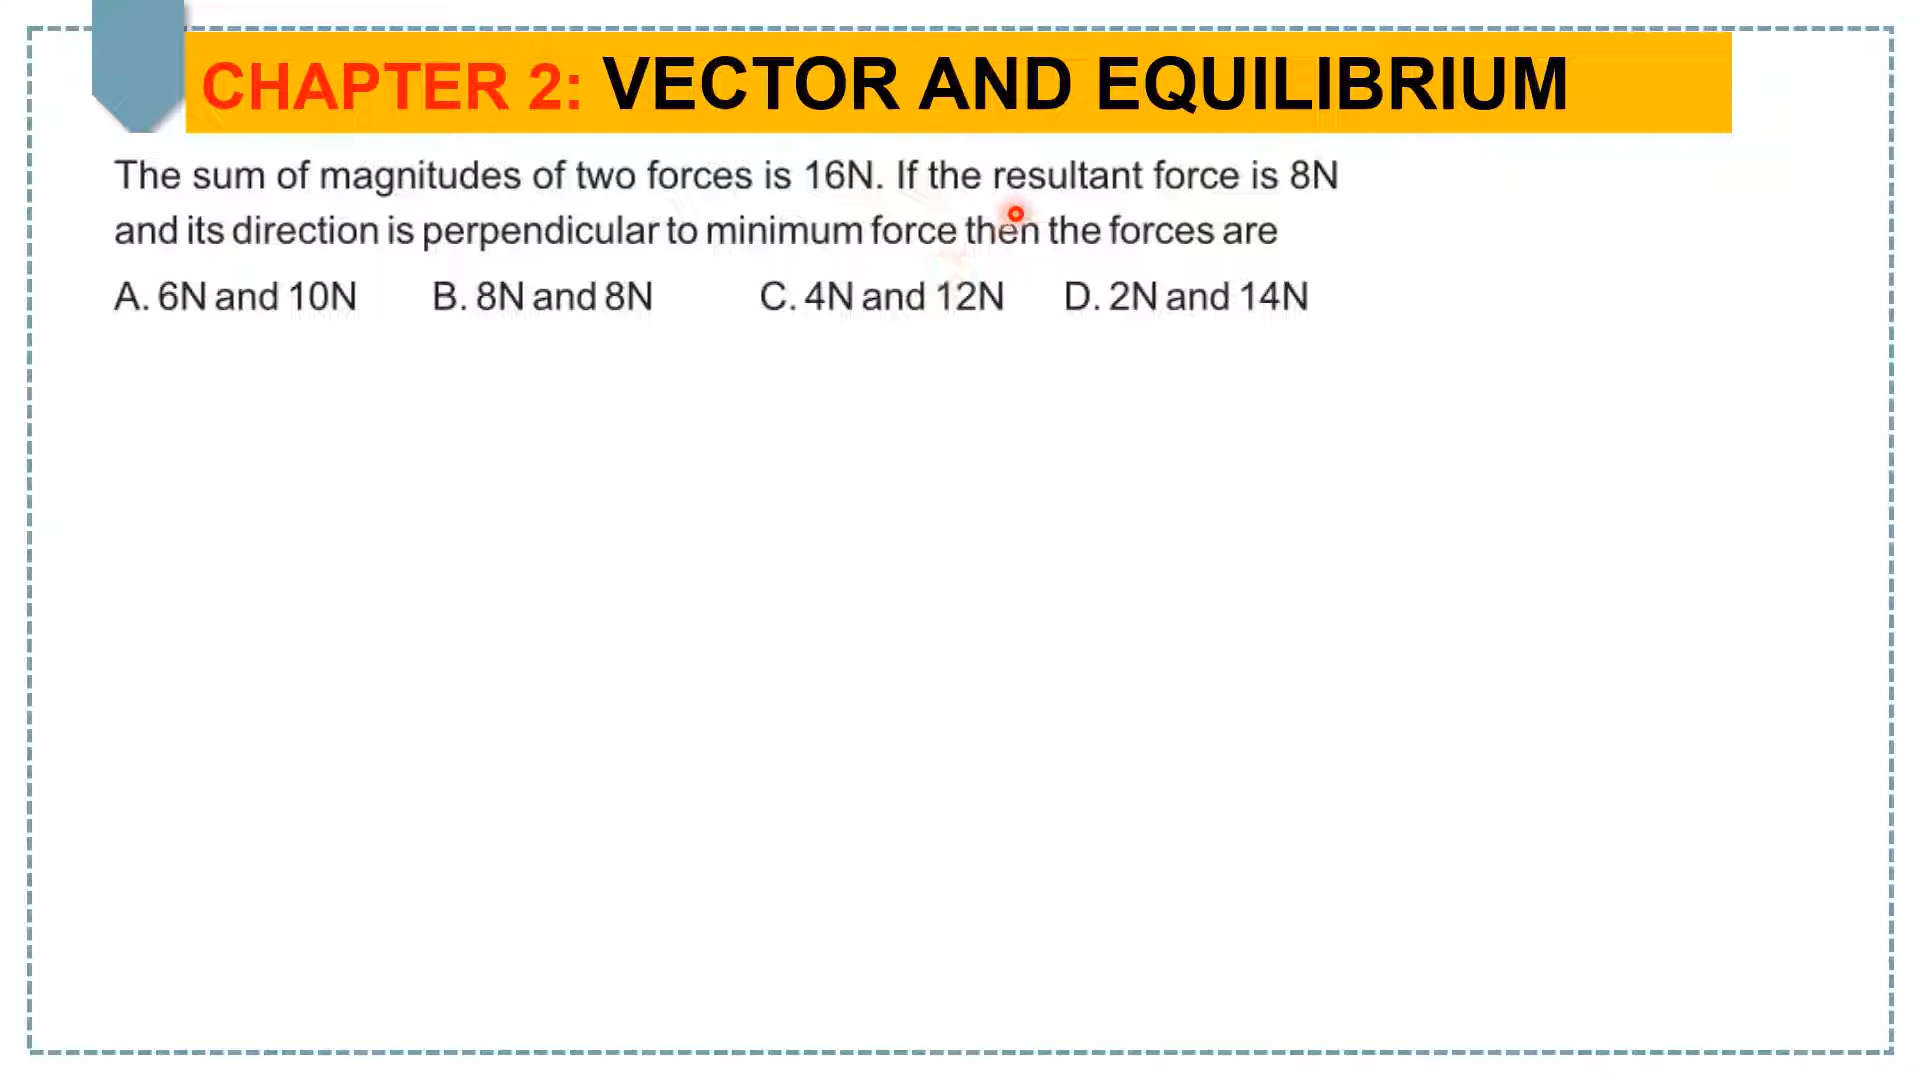 CHAPTER 2: VECTOR AND EQUILIBRIUM
The sum of magnitudes of two forces is 16N. If the resultant force is 8N
and its direction is perpendicular to minimum force then the forces are
A. 6N and 10N B. 8N and 8N C. 4N and 12N D. 2N and 14N